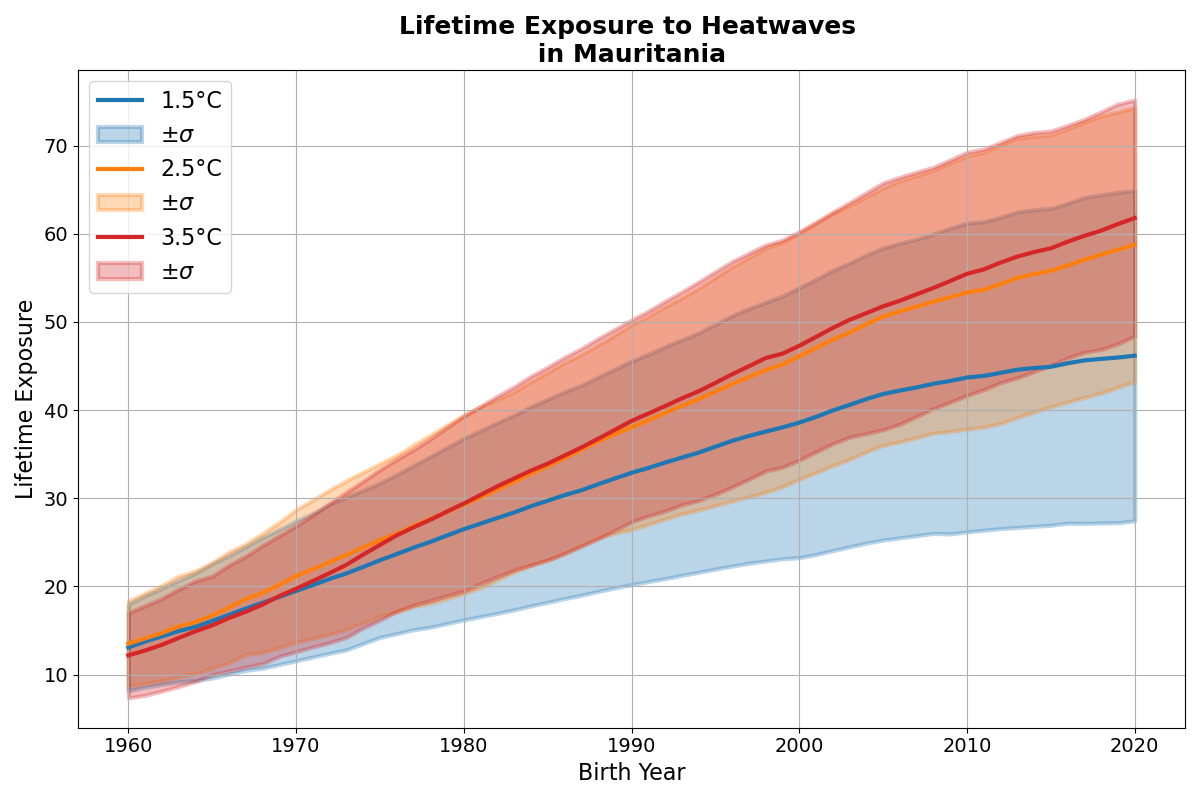 Lifetime Exposure to Heatwaves
in Mauritania
1.5°C
±σ
2.5°C
±σ
3.5°C
±σ
Lifetime Exposure
70
60
50
40
30
20
10
1960
1970
1980
1990
2000
2010
2020
Birth Year